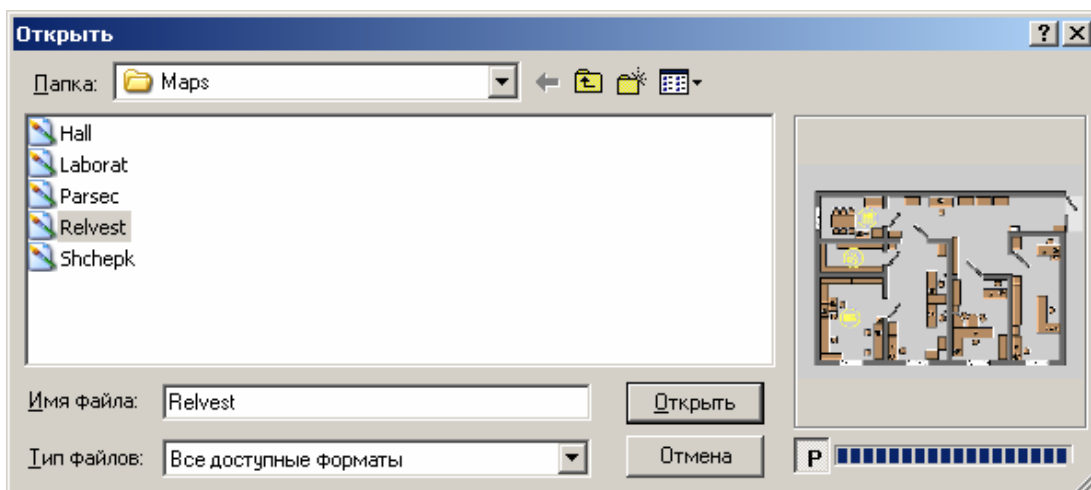 Открыть
Папка: Maps
Hall
Laborat
Parsec
Relvest
Shchepk
Имя файла: Relvest Открыть
Тип файлов: Все доступные форматы Отмена P